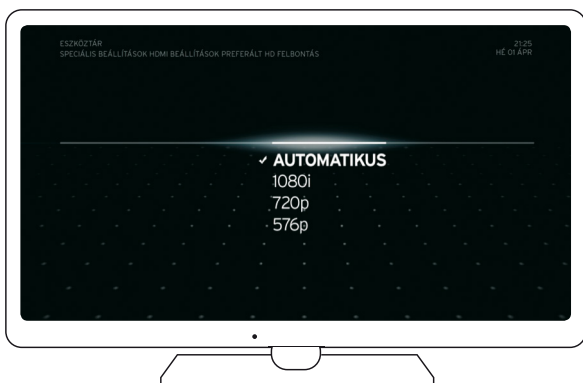 ESZKÖZTÁR
SPECIÁLIS BEÁLLÍTÁSOK HDMI BEÁLLÍTÁSOK PREFERÁLT HD FELBONTÁS
21:25
HÉ 01 ÁPR
✓ AUTOMATIKUS
1080i
720p
576p